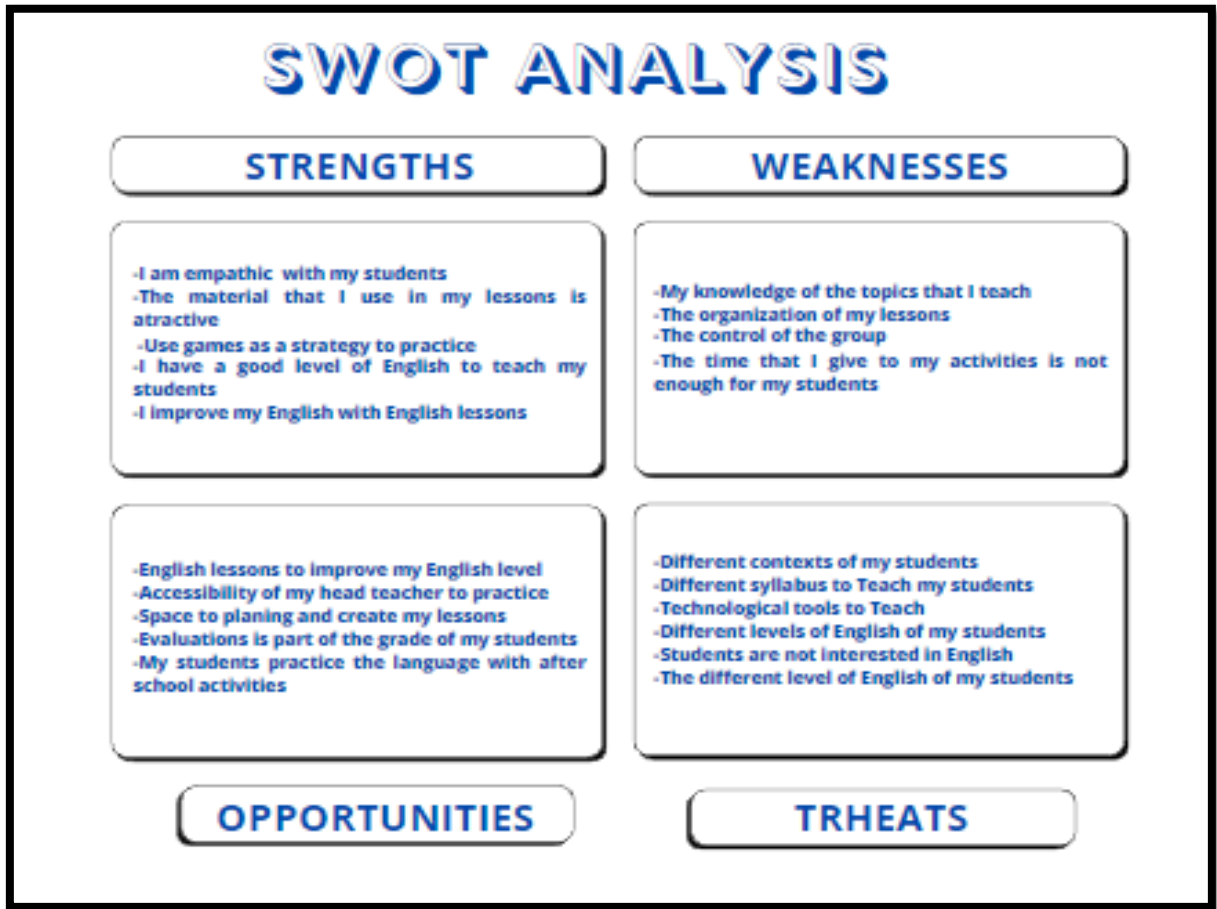 SWOT ANALYSIS
STRENGTHS
-I am empathic with my students
-The material that I use in my lessons is
atractive
-Use games as a strategy to practice
-I have a good level of English to teach my
students
-I improve my English with English lessons
WEAKNESSES
-My knowledge of the topics that I teach
-The organization of my lessons
-The control of the group
-The time that I give to my activities is not
enough for my students
-English lessons to improve my English level
-Accessibility of my head teacher to practice
-Space to planing and create my lessons
-Evaluations is part of the grade of my students
-My students practice the language with after
school activities
OPPORTUNITIES
-Different contexts of my students
-Different syllabus to Teach my students
-Technological tools to Teach
-Different levels of English of my students
-Students are not interested in English
-The different level of English of my students
TRHEATS